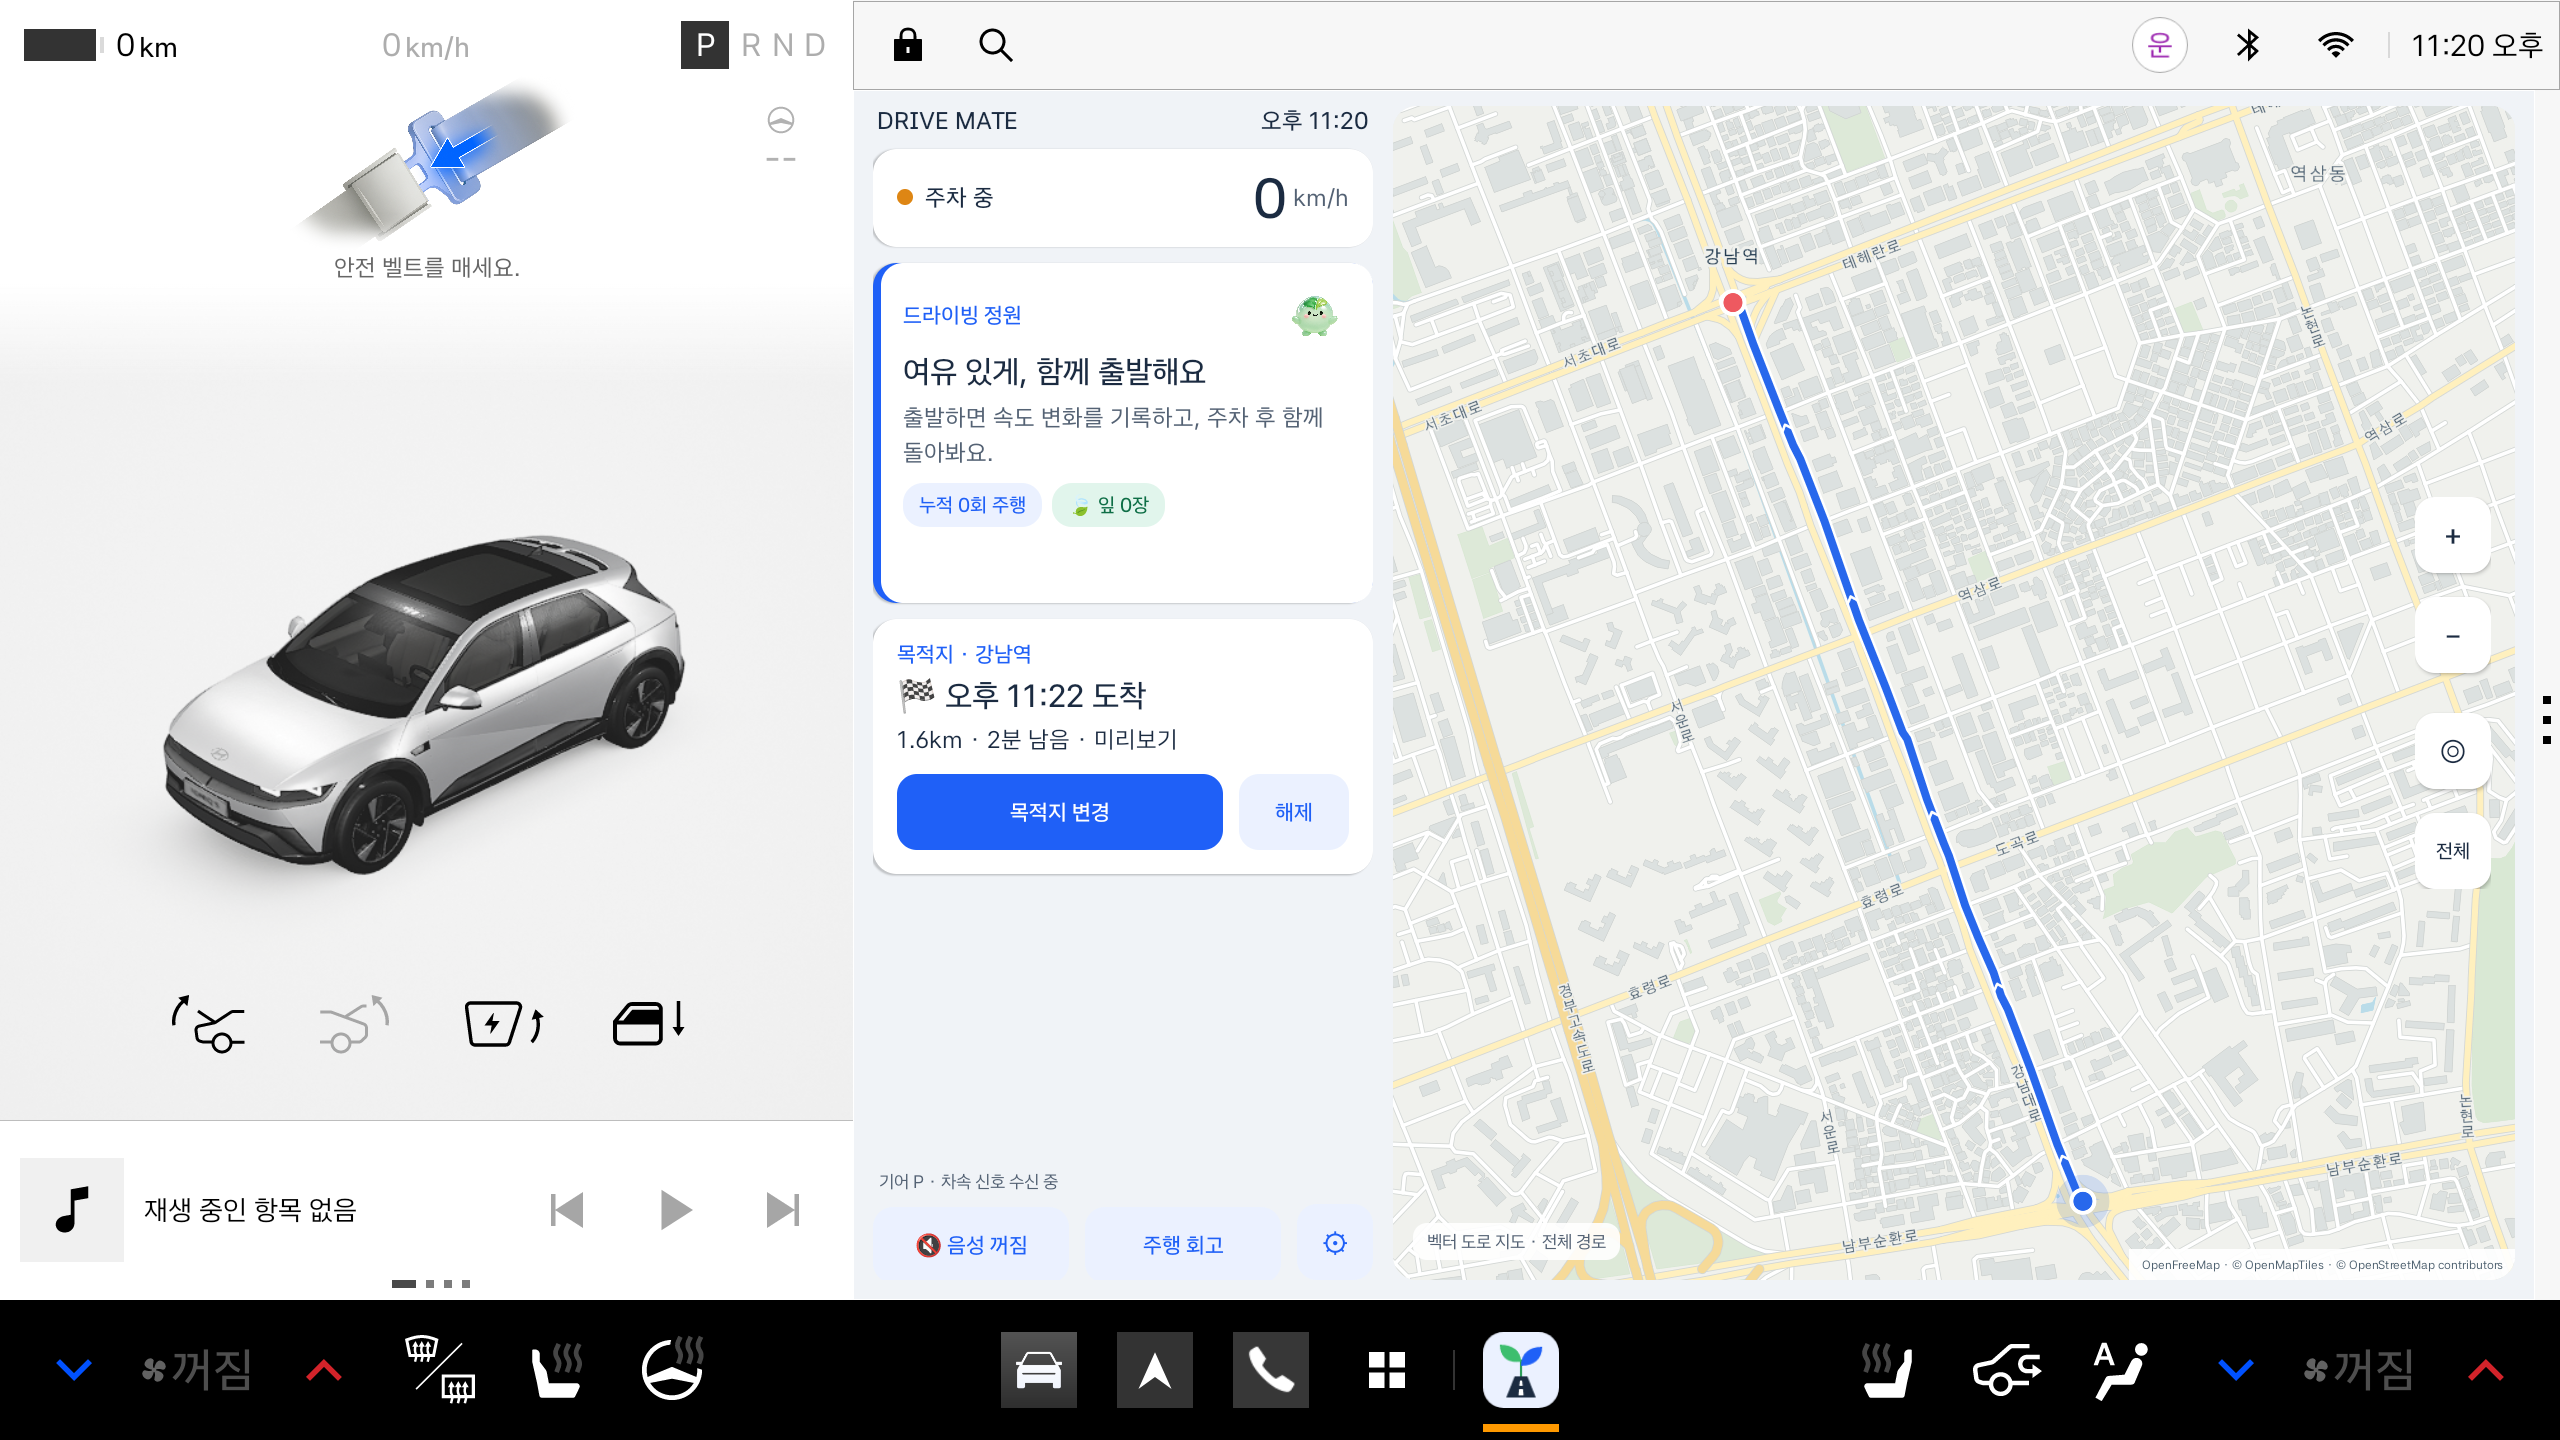 0 km
0 km/h
P R N D
안전 벨트를 매세요.
재생 중인 항목 없음
운
11:20 오후
DRIVE MATE
오후 11:20
주차 중
0 km/h
드라이빙 정원
여유 있게, 함께 출발해요
출발하면 속도 변화를 기록하고, 주차 후 함께
돌아봐요.
누적 0회 주행
잎 0장
목적지 · 강남역
오후 11:22 도착
1.6km · 2분 남음 · 미리보기
목적지 변경
해제
기어 P · 차속 신호 수신 중
음성 꺼짐
주행 회고
역삼동
강남역
테헤란로
서초대로
서초대로
논현로
역삼로
역삼로
서운로
도곡로
효령로
효령로
경부고속도로
강남대로
서운로
논현로
남부순환로
남부순환로
+
−
전체
벡터 도로 지도 · 전체 경로
OpenFreeMap · © OpenMapTiles · © OpenStreetMap contributors
꺼짐
A
꺼짐